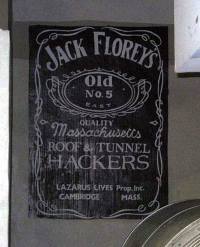 JACK FLOREY'S
Old
No. 5
EAST
QUALITY
Massachusetts
ROOF & TUNNEL
HACKERS
LAZARUS LIVES Prop. Inc.
CAMBRIDGE MASS.